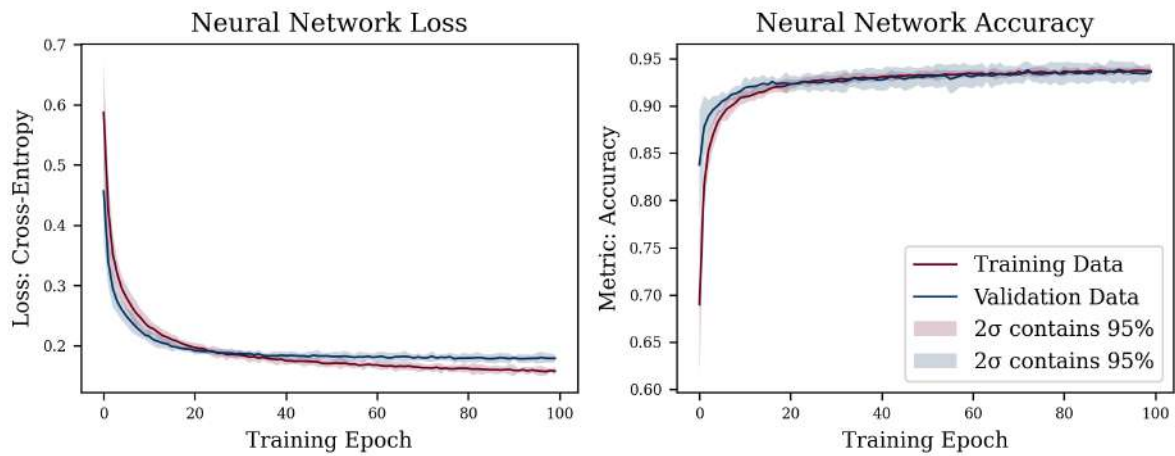 Neural Network Loss
0.7
0.6
0.5
0.4
0.3
0.2
Loss: Cross-Entropy
0
20
40
60
80
100
Training Epoch
Neural Network Accuracy
0.95
0.90
0.85
0.80
0.75
0.70
0.65
0.60
Metric: Accuracy
0
20
40
60
80
100
Training Epoch
Training Data
Validation Data
2σ contains 95%
2σ contains 95%